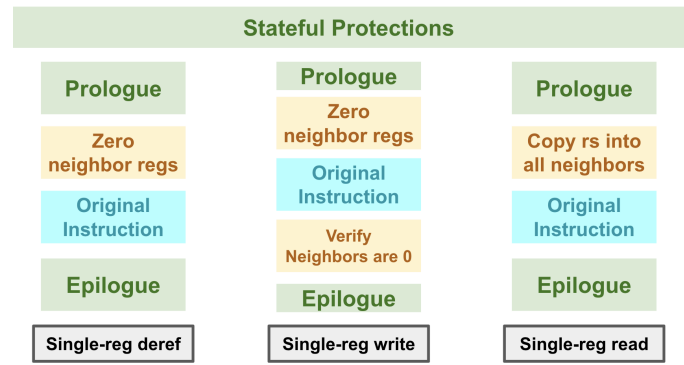 Stateful Protections
Prologue
Zero
neighbor regs
Original
Instruction
Epilogue
Single-reg deref
Prologue
Zero
neighbor regs
Original
Instruction
Verify
Neighbors are 0
Epilogue
Single-reg write
Prologue
Copy rs into
all neighbors
Original
Instruction
Epilogue
Single-reg read